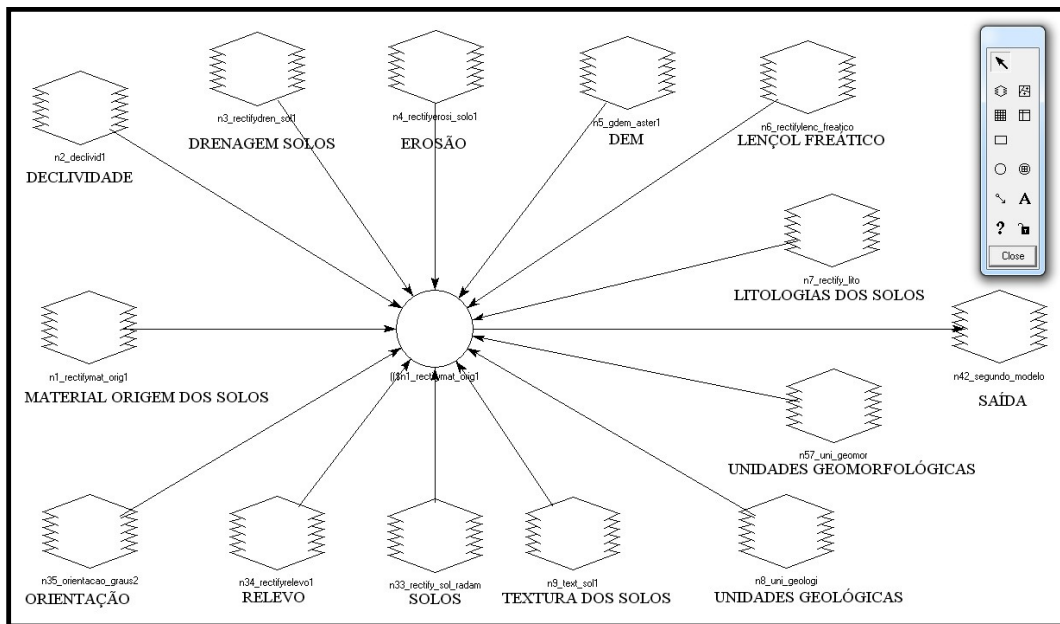 n2_declivid1
DECLIVIDADE
n3_rectifydren_sol1
DRENAGEM SOLOS
n4_rectifyerosi_solo1
EROSÃO
n5_gdem_aster1
DEM
n6_rectifylenc_freatico
LENÇOL FREÁTICO
A
?
Close
n7_rectify_lito
LITOLOGIAS DOS SOLOS
n1_rectifymat_orig1
MATERIAL ORIGEM DOS SOLOS
(($n1_rectifymat_orig1
n42_segundo_modelo
SAÍDA
n57_uni_geomor
UNIDADES GEOMORFOLÓGICAS
n35_orientacao_graus2
ORIENTAÇÃO
n34_rectifyrelevo1
RELEVO
n33_rectify_sol_radam
SOLOS
n9_text_sol1
TEXTURA DOS SOLOS
n8_uni_geologi
UNIDADES GEOLÓGICAS